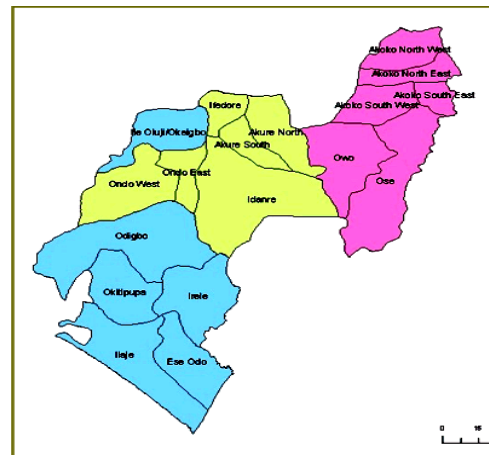 Akoko North West
Akoko North East
Akoko South East
Akoko South West
Ifedore
Ile Oluji/Okeigbo
Akure North
Akure South
Owo
Ondo East
Ose
Ondo West
Idanre
Odigbo
Okitipupa
Irele
Ilaje
Ese Odo
0